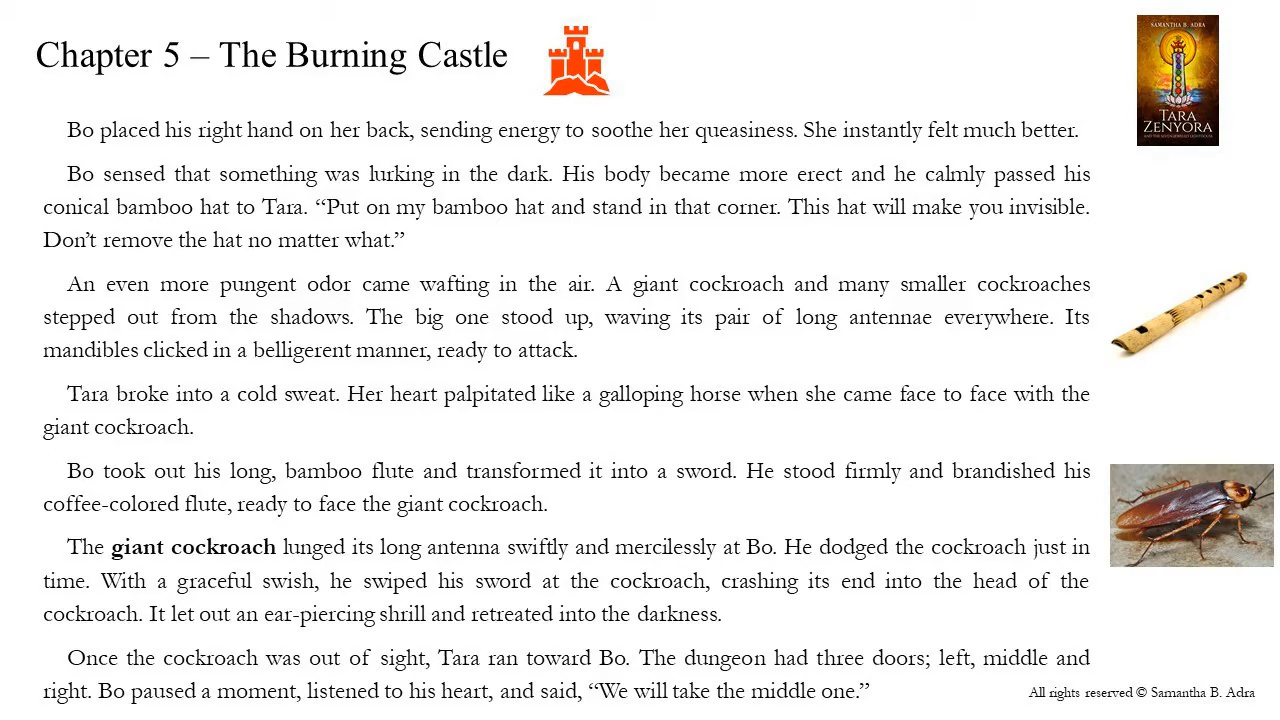 Chapter 5 – The Burning Castle
SAMANTHA B. ADRA
TARA
ZENYORA
Bo placed his right hand on her back, sending energy to soothe her queasiness. She instantly felt much better.
Bo sensed that something was lurking in the dark. His body became more erect and he calmly passed his
conical bamboo hat to Tara. “Put on my bamboo hat and stand in that corner. This hat will make you invisible.
Don’t remove the hat no matter what.”
An even more pungent odor came wafting in the air. A giant cockroach and many smaller cockroaches
stepped out from the shadows. The big one stood up, waving its pair of long antennae everywhere. Its
mandibles clicked in a belligerent manner, ready to attack.
Tara broke into a cold sweat. Her heart palpitated like a galloping horse when she came face to face with the
giant cockroach.
Bo took out his long, bamboo flute and transformed it into a sword. He stood firmly and brandished his
coffee-colored flute, ready to face the giant cockroach.
The giant cockroach lunged its long antenna swiftly and mercilessly at Bo. He dodged the cockroach just in
time. With a graceful swish, he swiped his sword at the cockroach, crashing its end into the head of the
cockroach. It let out an ear-piercing shrill and retreated into the darkness.
Once the cockroach was out of sight, Tara ran toward Bo. The dungeon had three doors; left, middle and
right. Bo paused a moment, listened to his heart, and said, “We will take the middle one.”
All rights reserved © Samantha B. Adra